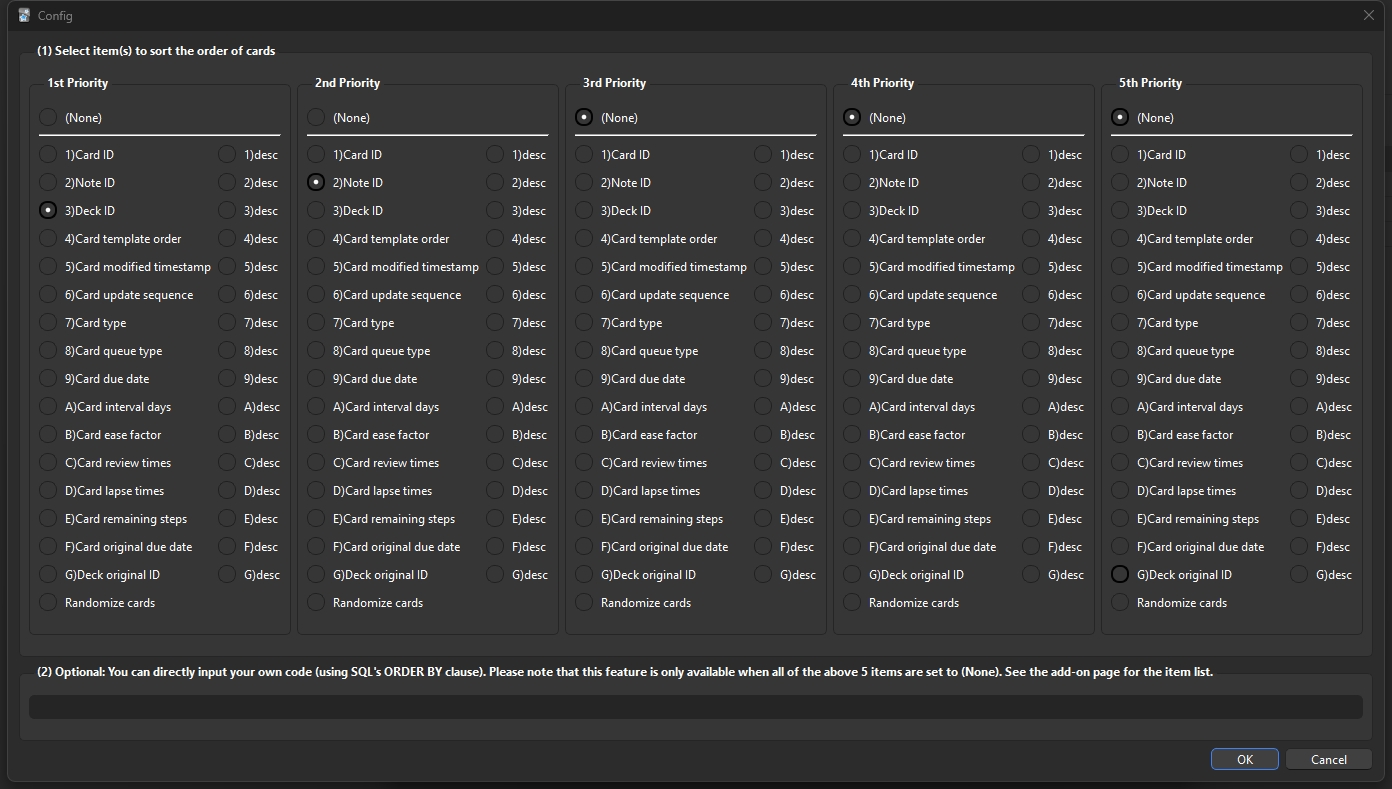 Config
(1) Select item(s) to sort the order of cards
1st Priority 2nd Priority 3rd Priority 4th Priority 5th Priority
(None) (None) (None) (None) (None)
1)Card ID 1)desc 1)Card ID 1)desc 1)Card ID 1)desc 1)Card ID 1)desc 1)Card ID 1)desc
2)Note ID 2)desc 2)Note ID 2)desc 2)Note ID 2)desc 2)Note ID 2)desc 2)Note ID 2)desc
3)Deck ID 3)desc 3)Deck ID 3)desc 3)Deck ID 3)desc 3)Deck ID 3)desc 3)Deck ID 3)desc
4)Card template order 4)desc 4)Card template order 4)desc 4)Card template order 4)desc 4)Card template order 4)desc 4)Card template order 4)desc
5)Card modified timestamp 5)desc 5)Card modified timestamp 5)desc 5)Card modified timestamp 5)desc 5)Card modified timestamp 5)desc 5)Card modified timestamp 5)desc
6)Card update sequence 6)desc 6)Card update sequence 6)desc 6)Card update sequence 6)desc 6)Card update sequence 6)desc 6)Card update sequence 6)desc
7)Card type 7)desc 7)Card type 7)desc 7)Card type 7)desc 7)Card type 7)desc 7)Card type 7)desc
8)Card queue type 8)desc 8)Card queue type 8)desc 8)Card queue type 8)desc 8)Card queue type 8)desc 8)Card queue type 8)desc
9)Card due date 9)desc 9)Card due date 9)desc 9)Card due date 9)desc 9)Card due date 9)desc 9)Card due date 9)desc
A)Card interval days A)desc A)Card interval days A)desc A)Card interval days A)desc A)Card interval days A)desc A)Card interval days A)desc
B)Card ease factor B)desc B)Card ease factor B)desc B)Card ease factor B)desc B)Card ease factor B)desc B)Card ease factor B)desc
C)Card review times C)desc C)Card review times C)desc C)Card review times C)desc C)Card review times C)desc C)Card review times C)desc
D)Card lapse times D)desc D)Card lapse times D)desc D)Card lapse times D)desc D)Card lapse times D)desc D)Card lapse times D)desc
E)Card remaining steps E)desc E)Card remaining steps E)desc E)Card remaining steps E)desc E)Card remaining steps E)desc E)Card remaining steps E)desc
F)Card original due date F)desc F)Card original due date F)desc F)Card original due date F)desc F)Card original due date F)desc F)Card original due date F)desc
G)Deck original ID G)desc G)Deck original ID G)desc G)Deck original ID G)desc G)Deck original ID G)desc G)Deck original ID G)desc
Randomize cards Randomize cards Randomize cards Randomize cards Randomize cards
(2) Optional: You can directly input your own code (using SQL's ORDER BY clause). Please note that this feature is only available when all of the above 5 items are set to (None). See the add-on page for the item list.
OK Cancel